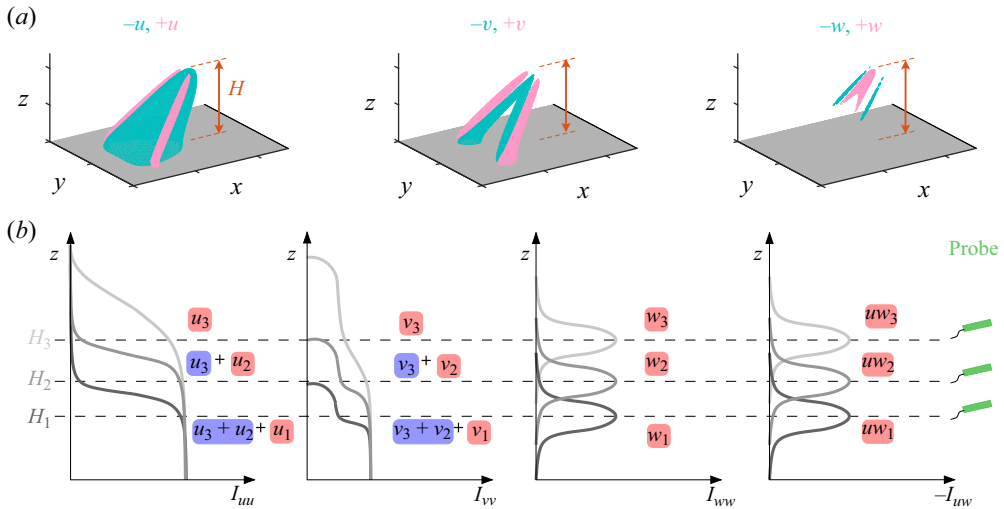 (a)
–u, +u
–v, +v
–w, +w
z
H
y
x
z
y
x
z
y
x
(b)
z
z
z
z
Probe
u3
v3
w3
uw3
H3
u3 + u2
v3 + v2
w2
uw2
H2
H1
u3 + u2 + u1
v3 + v2 + v1
w1
uw1
Iuu
Ivv
Iww
–Iuw